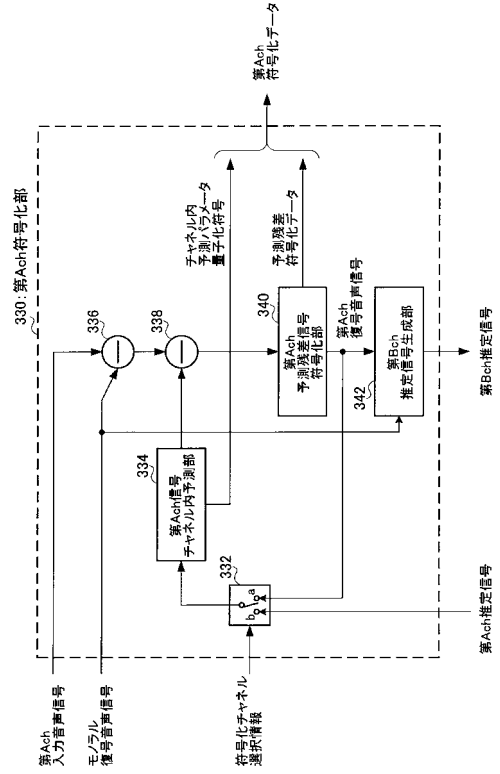 330:第Ach符号化部
第Ach
入力音声信号
モノラル
復号音声信号
符号化チャネル
選択情報
336
338
334
第Ach信号
チャネル内予測部
332
b
a
チャネル内
予測パラメータ
量子化符号
予測残差
符号化データ
340
第Ach
予測残差信号
符号化部
第Ach
復号音声信号
342
第Bch
推定信号生成部
第Ach
符号化データ
第Ach推定信号
第Bch推定信号